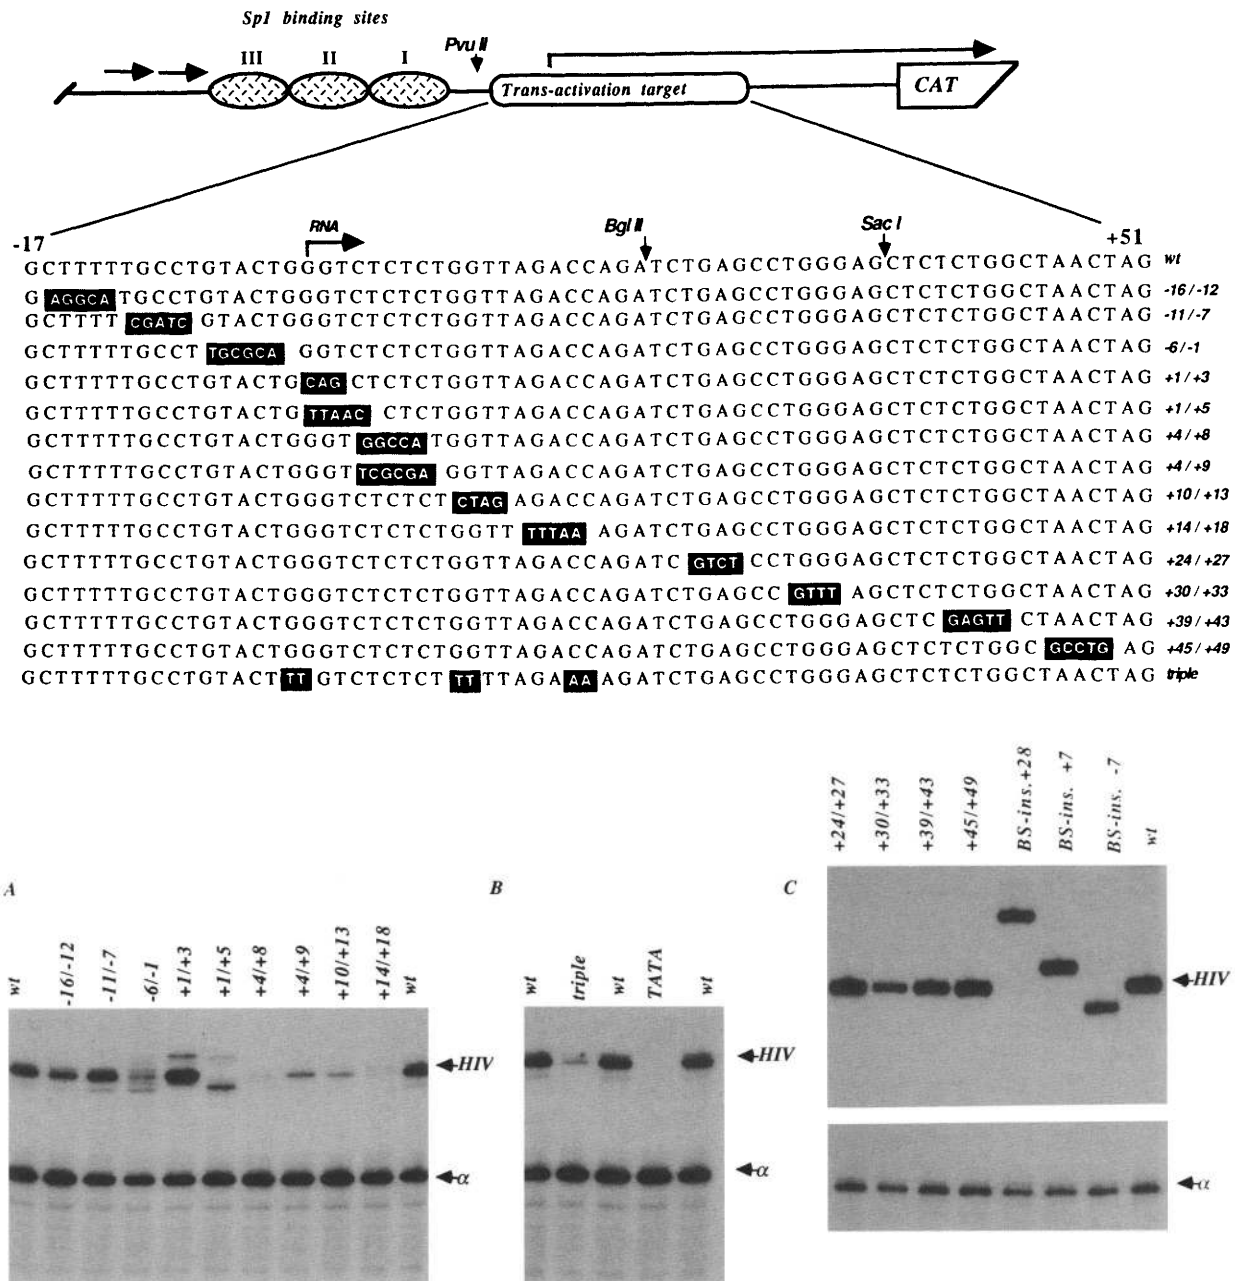 Sp1 binding sites
III II I
Pvu II
Trans-activation target
CAT
-17 RNA Bgl II Sac I +51
GCTTTTTGCCTGTACTGGGTCTCTCTGGTTAGACCAGATCTGAGCCTGGGAGCTCTCTGGCTAACTAG wt
G AGGCA TGCCTGTACTGGGTCTCTCTGGTTAGACCAGATCTGAGCCTGGGAGCTCTCTGGCTAACTAG -16/-12
GCTTTT CGATC GTACTGGGTCTCTCTGGTTAGACCAGATCTGAGCCTGGGAGCTCTCTGGCTAACTAG -11/-7
GCTTTTTGCCT TGCGCA GGTCTCTCTGGTTAGACCAGATCTGAGCCTGGGAGCTCTCTGGCTAACTAG -6/-1
GCTTTTTGCCTGTACTG CAG CTCTCTGGTTAGACCAGATCTGAGCCTGGGAGCTCTCTGGCTAACTAG +1/+3
GCTTTTTGCCTGTACTG TTAAC CTCTGGTTAGACCAGATCTGAGCCTGGGAGCTCTCTGGCTAACTAG +1/+5
GCTTTTTGCCTGTACTGGGT GGCCA TGGTTAGACCAGATCTGAGCCTGGGAGCTCTCTGGCTAACTAG +4/+8
GCTTTTTGCCTGTACTGGGT TCGCGA GGTTAGACCAGATCTGAGCCTGGGAGCTCTCTGGCTAACTAG +4/+9
GCTTTTTGCCTGTACTGGGTCTCTCT CTAG AGACCAGATCTGAGCCTGGGAGCTCTCTGGCTAACTAG +10/+13
GCTTTTTGCCTGTACTGGGTCTCTCTGGTT TTTAA AGATCTGAGCCTGGGAGCTCTCTGGCTAACTAG +14/+18
GCTTTTTGCCTGTACTGGGTCTCTCTGGTTAGACCAGATC GTCT CCTGGGAGCTCTCTGGCTAACTAG +24/+27
GCTTTTTGCCTGTACTGGGTCTCTCTGGTTAGACCAGATCTGAGCC GTTT AGCTCTCTGGCTAACTAG +30/+33
GCTTTTTGCCTGTACTGGGTCTCTCTGGTTAGACCAGATCTGAGCCTGGGAGCTC GAGTT CTAACTAG +39/+43
GCTTTTTGCCTGTACTGGGTCTCTCTGGTTAGACCAGATCTGAGCCTGGGAGCTCTCTGGC GCCTG AG +45/+49
GCTTTTTGCCTGTACT TT GTCTCTCT TT TTAGA AA AGATCTGAGCCTGGGAGCTCTCTGGCTAACTAG triple
A
wt -16/-12 -11/-7 -6/-1 +1/+3 +1/+5 +4/+8 +4/+9 +10/+13 +14/+18 wt
HIV
α
B
wt triple wt TATA wt
HIV
α
C
+24/+27 +30/+33 +39/+43 +45/+49 BS-ins.+28 BS-ins. +7 BS-ins. -7 wt
HIV
α